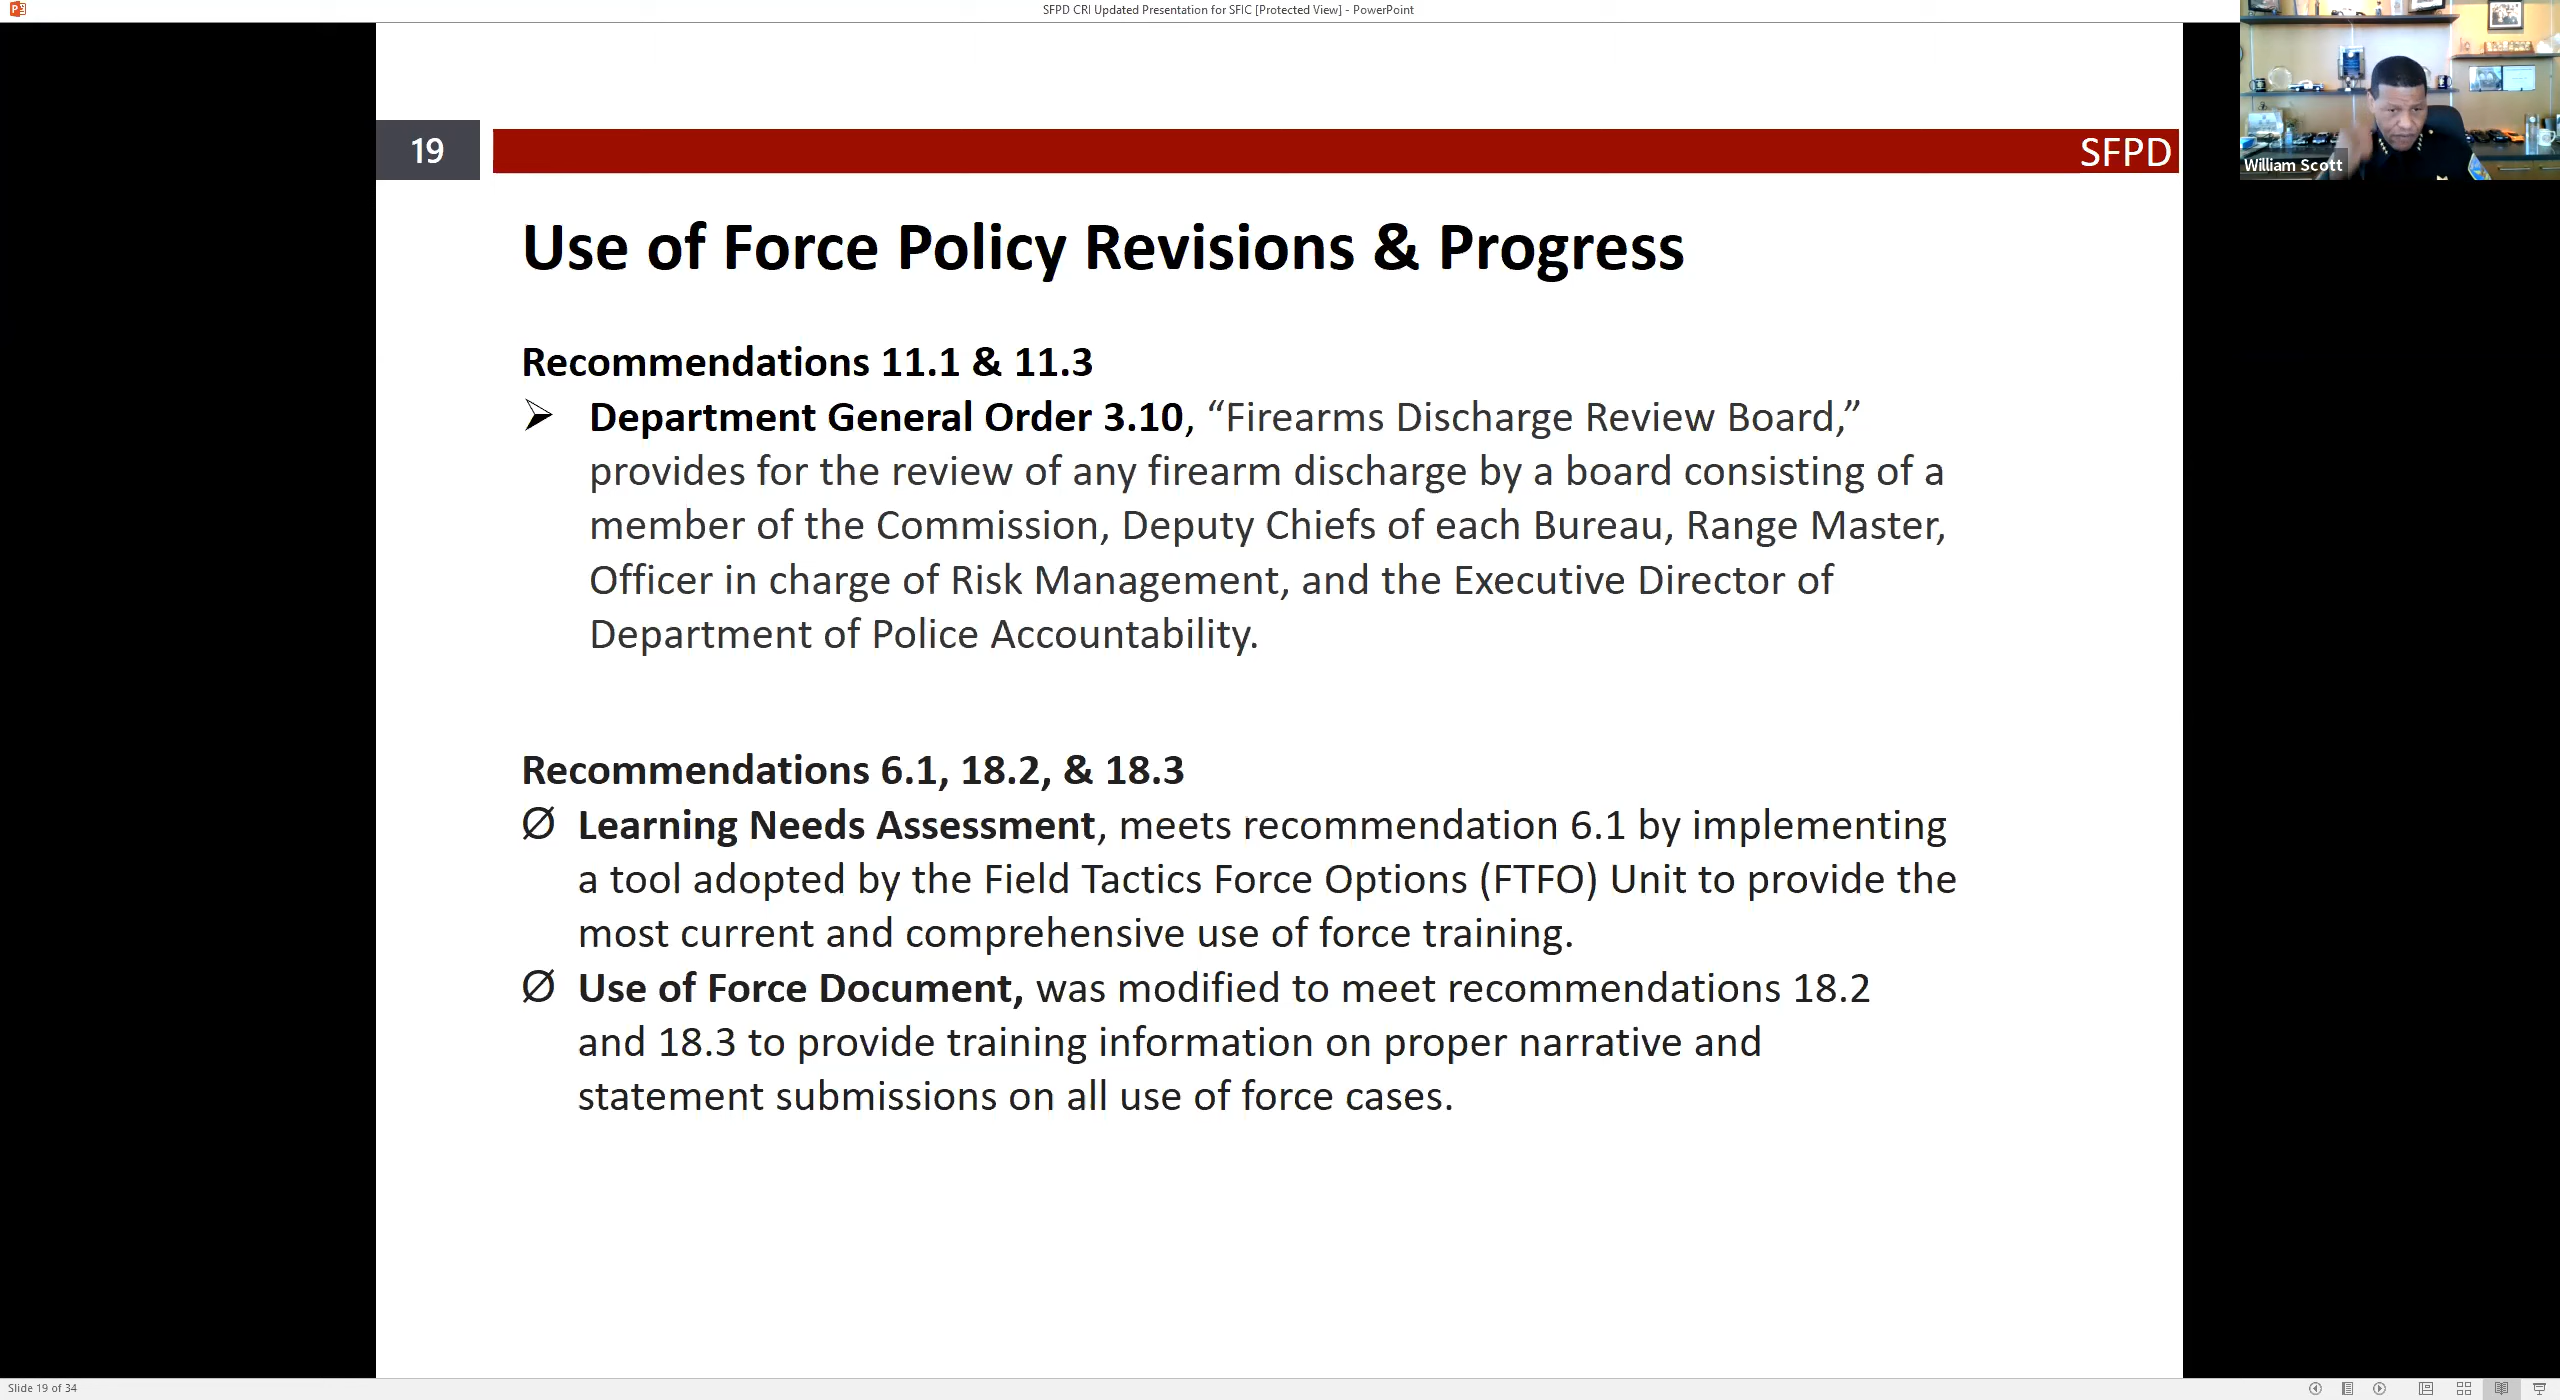 SFPD CRI Updated Presentation for SFIC [Protected View] - PowerPoint
19
SFPD
William Scott
Use of Force Policy Revisions & Progress
Recommendations 11.1 & 11.3
➢ Department General Order 3.10, “Firearms Discharge Review Board,”
provides for the review of any firearm discharge by a board consisting of a
member of the Commission, Deputy Chiefs of each Bureau, Range Master,
Officer in charge of Risk Management, and the Executive Director of
Department of Police Accountability.
Recommendations 6.1, 18.2, & 18.3
Ø Learning Needs Assessment, meets recommendation 6.1 by implementing
a tool adopted by the Field Tactics Force Options (FTFO) Unit to provide the
most current and comprehensive use of force training.
Ø Use of Force Document, was modified to meet recommendations 18.2
and 18.3 to provide training information on proper narrative and
statement submissions on all use of force cases.
Slide 19 of 34